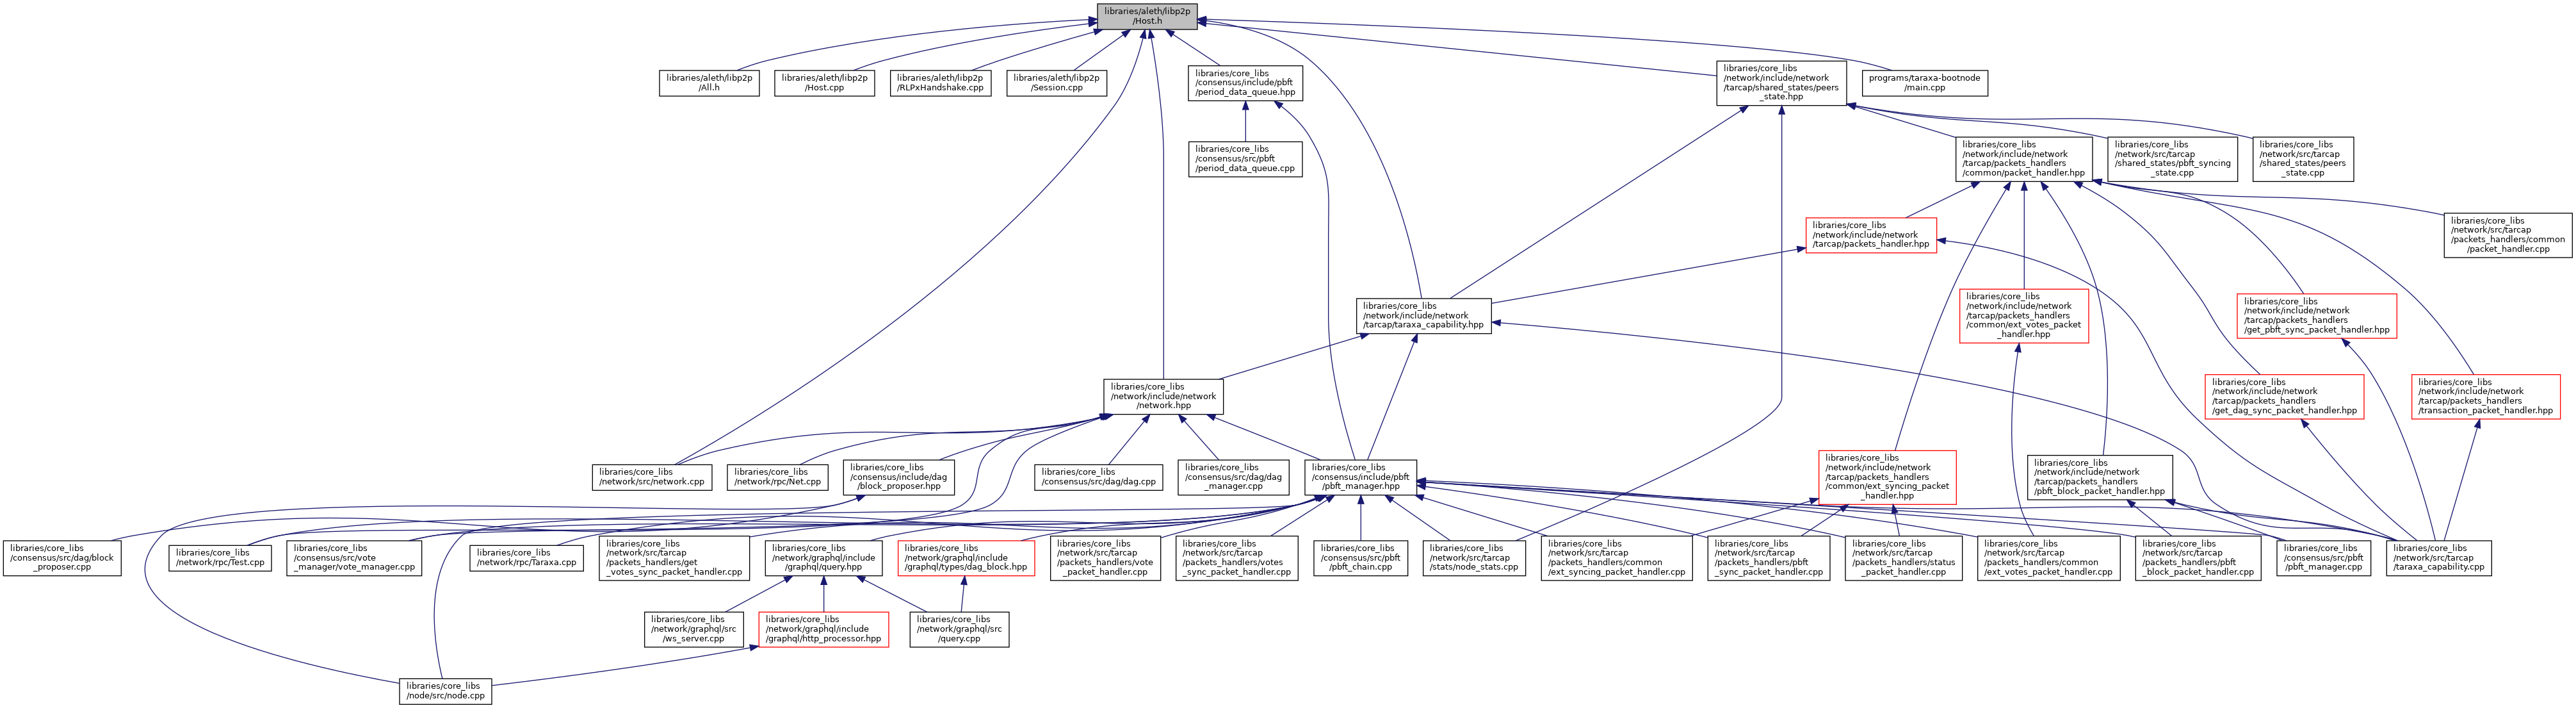 libraries/aleth/libp2p
/Host.h
libraries/aleth/libp2p
/All.h
libraries/aleth/libp2p
/Host.cpp
libraries/aleth/libp2p
/RLPxHandshake.cpp
libraries/aleth/libp2p
/Session.cpp
libraries/core_libs
/consensus/include/pbft
/period_data_queue.hpp
libraries/core_libs
/network/include/network
/tarcap/shared_states/peers
_state.hpp
programs/taraxa-bootnode
/main.cpp
libraries/core_libs
/consensus/src/pbft
/period_data_queue.cpp
libraries/core_libs
/network/include/network
/tarcap/packets_handlers
/common/packet_handler.hpp
libraries/core_libs
/network/src/tarcap
/shared_states/pbft_syncing
_state.cpp
libraries/core_libs
/network/src/tarcap
/shared_states/peers
_state.cpp
libraries/core_libs
/network/include/network
/tarcap/packets_handler.hpp
libraries/core_libs
/network/src/tarcap
/packets_handlers/common
/packet_handler.cpp
libraries/core_libs
/network/include/network
/tarcap/taraxa_capability.hpp
libraries/core_libs
/network/include/network
/tarcap/packets_handlers
/common/ext_votes_packet
_handler.hpp
libraries/core_libs
/network/include/network
/tarcap/packets_handlers
/get_pbft_sync_packet_handler.hpp
libraries/core_libs
/network/include/network
/network.hpp
libraries/core_libs
/network/include/network
/tarcap/packets_handlers
/get_dag_sync_packet_handler.hpp
libraries/core_libs
/network/include/network
/tarcap/packets_handlers
/transaction_packet_handler.hpp
libraries/core_libs
/network/src/network.cpp
libraries/core_libs
/network/rpc/Net.cpp
libraries/core_libs
/consensus/include/dag
/block_proposer.hpp
libraries/core_libs
/consensus/src/dag/dag.cpp
libraries/core_libs
/consensus/src/dag/dag
_manager.cpp
libraries/core_libs
/consensus/include/pbft
/pbft_manager.hpp
libraries/core_libs
/network/include/network
/tarcap/packets_handlers
/common/ext_syncing_packet
_handler.hpp
libraries/core_libs
/network/include/network
/tarcap/packets_handlers
/pbft_block_packet_handler.hpp
libraries/core_libs
/consensus/src/dag/block
_proposer.cpp
libraries/core_libs
/network/rpc/Test.cpp
libraries/core_libs
/consensus/src/vote
_manager/vote_manager.cpp
libraries/core_libs
/network/rpc/Taraxa.cpp
libraries/core_libs
/network/src/tarcap
/packets_handlers/get
_votes_sync_packet_handler.cpp
libraries/core_libs
/network/graphql/include
/graphql/query.hpp
libraries/core_libs
/network/graphql/include
/graphql/types/dag_block.hpp
libraries/core_libs
/network/src/tarcap
/packets_handlers/vote
_packet_handler.cpp
libraries/core_libs
/network/src/tarcap
/packets_handlers/votes
_sync_packet_handler.cpp
libraries/core_libs
/consensus/src/pbft
/pbft_chain.cpp
libraries/core_libs
/network/src/tarcap
/stats/node_stats.cpp
libraries/core_libs
/network/src/tarcap
/packets_handlers/common
/ext_syncing_packet_handler.cpp
libraries/core_libs
/network/src/tarcap
/packets_handlers/pbft
_sync_packet_handler.cpp
libraries/core_libs
/network/src/tarcap
/packets_handlers/status
_packet_handler.cpp
libraries/core_libs
/network/src/tarcap
/packets_handlers/common
/ext_votes_packet_handler.cpp
libraries/core_libs
/network/src/tarcap
/packets_handlers/pbft
_block_packet_handler.cpp
libraries/core_libs
/consensus/src/pbft
/pbft_manager.cpp
libraries/core_libs
/network/src/tarcap
/taraxa_capability.cpp
libraries/core_libs
/network/graphql/src
/ws_server.cpp
libraries/core_libs
/network/graphql/include
/graphql/http_processor.hpp
libraries/core_libs
/network/graphql/src
/query.cpp
libraries/core_libs
/node/src/node.cpp